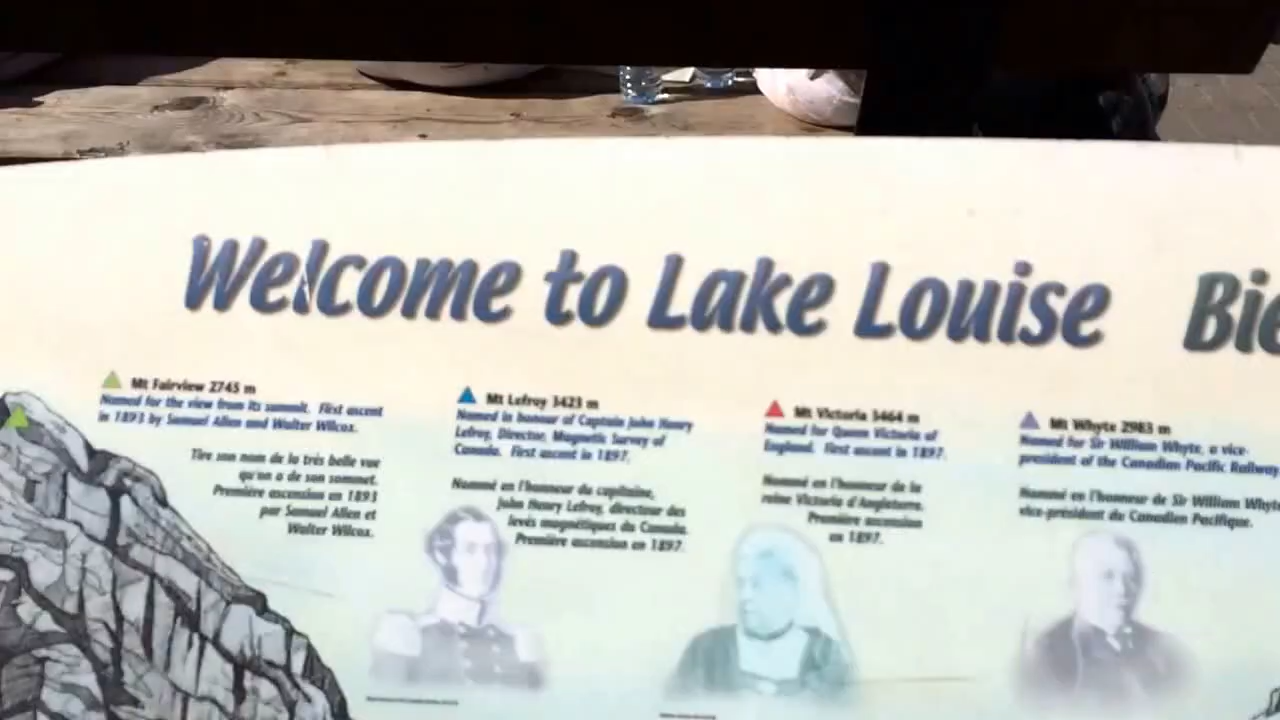 Welcome to Lake Louise
Bie
Mt Fairview 2745 m
Named for the view from its summit. First ascent
in 1893 by Samuel Allen and Walter Wilcox.
Tire son nom de la très belle vue
qu'on a de son sommet.
Première ascension en 1893
par Samuel Allen et
Walter Wilcox.
Mt Lefroy 3423 m
Named in honour of Captain John Henry
Lefroy, Director, Magnetic Survey of
Canada. First ascent in 1897.
Nommé en l'honneur du capitaine,
John Henry Lefroy, directeur des
levés magnétiques du Canada.
Première ascension en 1897.
Mt Victoria 3464 m
Named for Queen Victoria of
England. First ascent in 1897.
Nommé en l'honneur de la
reine Victoria d'Angleterre.
Première ascension
en 1897.
Mt Whyte 2983 m
Named for Sir William Whyte, a vice-
president of the Canadian Pacific Railway
Nommé en l'honneur de Sir William Whyt
vice-président du Canadien Pacifique.